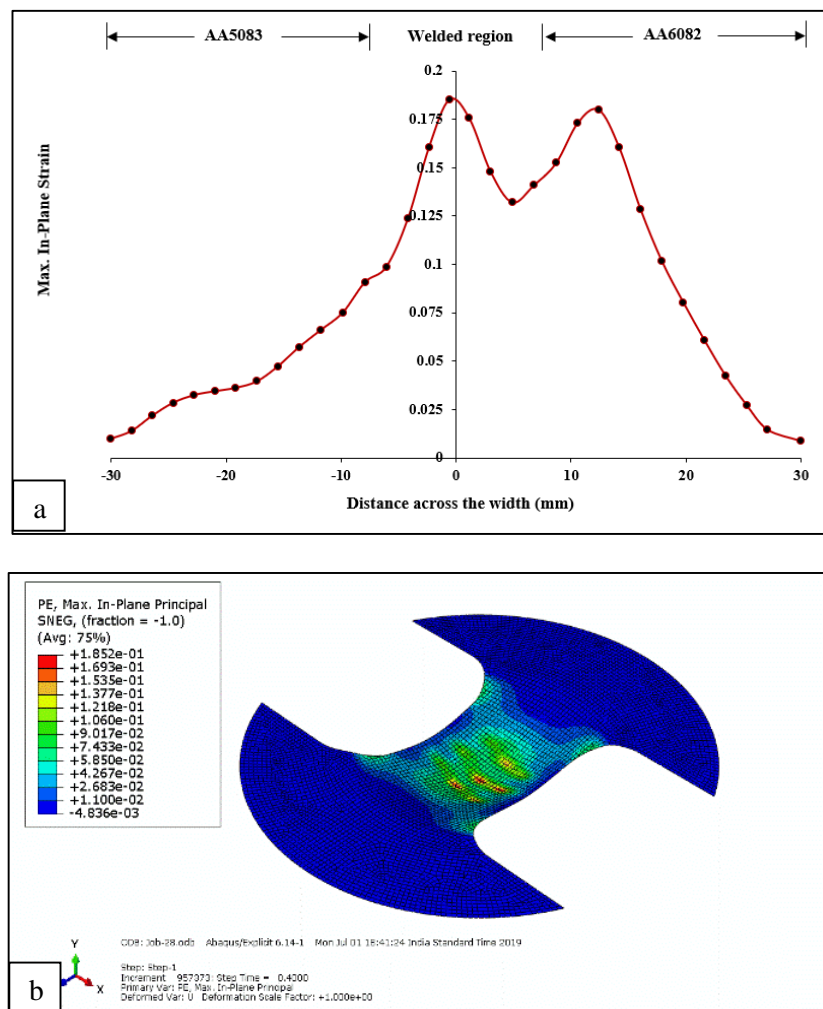 AA5083 Welded region AA6082
0.2
0.175
0.15
0.125
0.1
0.075
0.05
0.025
0
Max. In-Plane Strain
-30 -20 -10 0 10 20 30
Distance across the width (mm)
a
PE, Max. In-Plane Principal
SNEG, (fraction = -1.0)
(Avg: 75%)
+1.852e-01
+1.693e-01
+1.535e-01
+1.377e-01
+1.218e-01
+1.060e-01
+9.017e-02
+7.433e-02
+5.850e-02
+4.267e-02
+2.683e-02
+1.100e-02
-4.836e-03
ODB: Job-28.odb Abaqus/Explicit 6.14-1 Mon Jul 01 18:41:24 India Standard Time 2019
Y
X
Step: Step-1
Increment 957373: Step Time = 0.4000
Primary Var: PE, Max. In-Plane Principal
Deformed Var: U Deformation Scale Factor: +1.000e+00
b